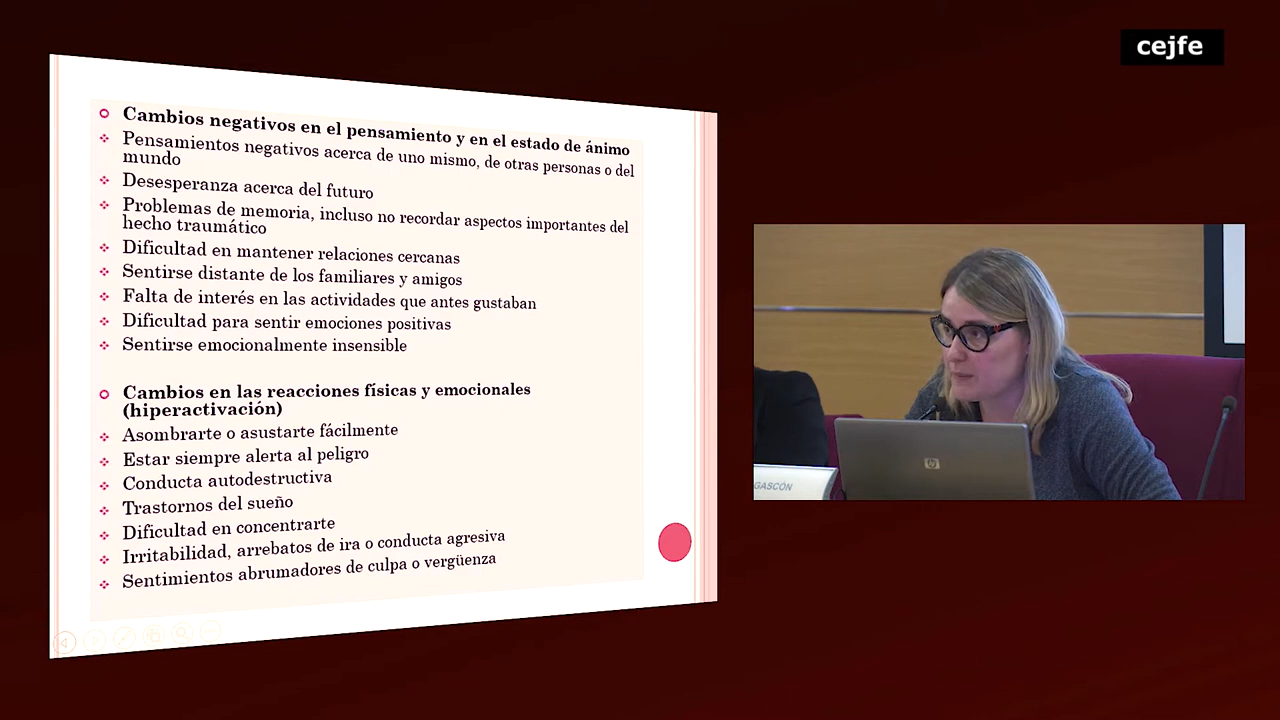 cejfe
Cambios negativos en el pensamiento y en el estado de ánimo
Pensamientos negativos acerca de uno mismo, de otras personas o del
mundo
Desesperanza acerca del futuro
Problemas de memoria, incluso no recordar aspectos importantes del
hecho traumático
Dificultad en mantener relaciones cercanas
Sentirse distante de los familiares y amigos
Falta de interés en las actividades que antes gustaban
Dificultad para sentir emociones positivas
Sentirse emocionalmente insensible
Cambios en las reacciones físicas y emocionales
(hiperactivación)
Asombrarte o asustarte fácilmente
Estar siempre alerta al peligro
Conducta autodestructiva
Trastornos del sueño
Dificultad en concentrarte
Irritabilidad, arrebatos de ira o conducta agresiva
Sentimientos abrumadores de culpa o vergüenza
hp
GASCÓN